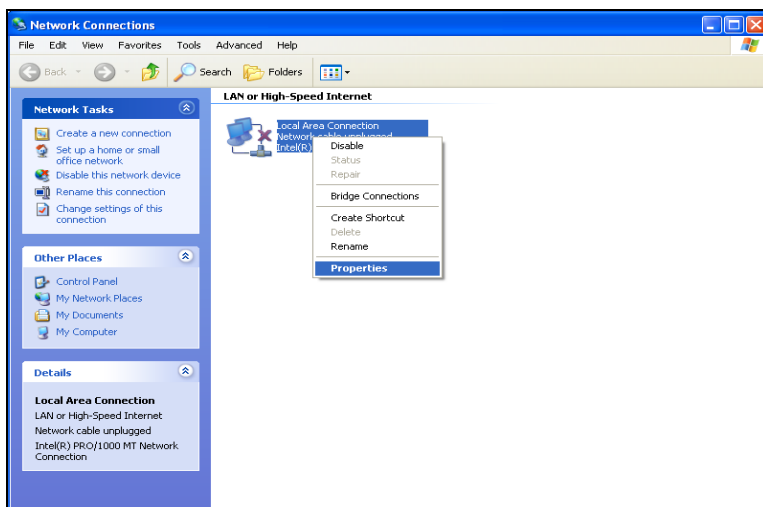 Network Connections
File Edit View Favorites Tools Advanced Help
Back Search Folders
Network Tasks
Create a new connection
Set up a home or small
office network
Disable this network device
Rename this connection
Change settings of this
connection
Other Places
Control Panel
My Network Places
My Documents
My Computer
Details
Local Area Connection
LAN or High-Speed Internet
Network cable unplugged
Intel(R) PRO/1000 MT Network
Connection
LAN or High-Speed Internet
Local Area Connection
Network cable unplugged
Intel(R)
Disable
Status
Repair
Bridge Connections
Create Shortcut
Delete
Rename
Properties